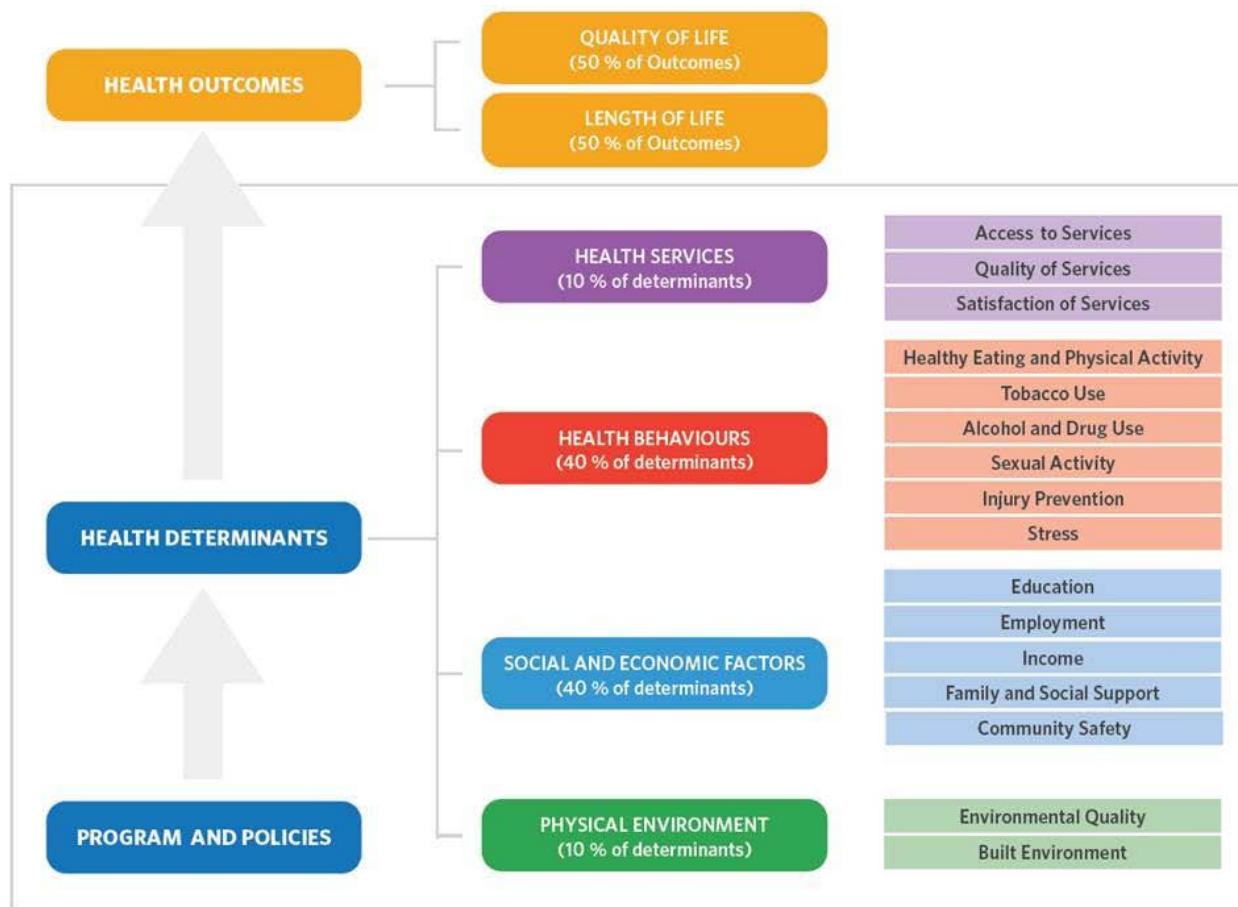 HEALTH OUTCOMES
QUALITY OF LIFE
(50 % of Outcomes)
LENGTH OF LIFE
(50 % of Outcomes)
HEALTH DETERMINANTS
HEALTH SERVICES
(10 % of determinants)
Access to Services
Quality of Services
Satisfaction of Services
HEALTH BEHAVIOURS
(40 % of determinants)
Healthy Eating and Physical Activity
Tobacco Use
Alcohol and Drug Use
Sexual Activity
Injury Prevention
Stress
SOCIAL AND ECONOMIC FACTORS
(40 % of determinants)
Education
Employment
Income
Family and Social Support
Community Safety
PROGRAM AND POLICIES
PHYSICAL ENVIRONMENT
(10 % of determinants)
Environmental Quality
Built Environment